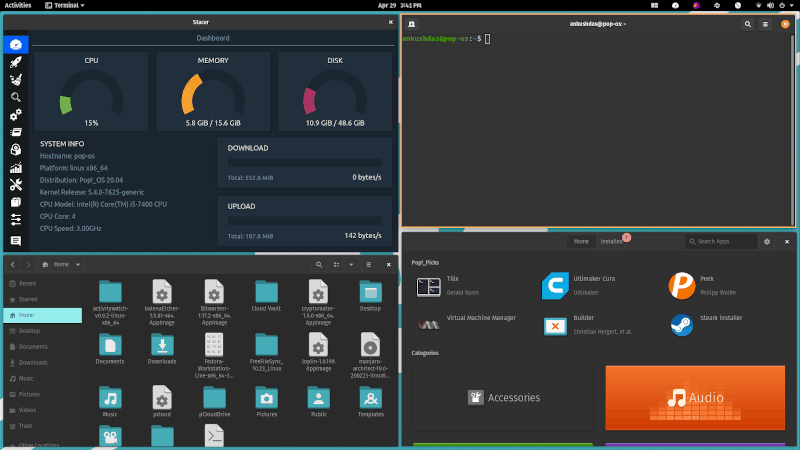 Activities
Terminal
Apr 29 3:41 PM
Stacer
Dashboard
CPU
15%
MEMORY
5.8 GiB / 15.6 GiB
DISK
10.9 GiB / 48.6 GiB
SYSTEM INFO
Hostname: pop-os
Platform: linux x86_64
Distribution: Pop!_OS 20.04
Kernel Release: 5.4.0-7625-generic
CPU Model: Intel(R) Core(TM) i5-7400 CPU
CPU Core: 4
CPU Speed: 3.00GHz
DOWNLOAD
Total: 552.8 MiB
0 bytes/s
UPLOAD
Total: 187.8 MiB
142 bytes/s
ankushdas@pop-os: ~
ankushdas@pop-os:~$
Home
Recent
Starred
Home
Desktop
Documents
Downloads
Music
Pictures
Videos
Trash
Other Locations
activitywatch-
v0.9.2-linux-
x86_64
balenaEtcher-
1.5.81-x64.
AppImage
Bitwarden-
1.17.2-x86_64.
AppImage
Cloud Vault
cryptomator-
1.5.0-x86_64.
AppImage
Desktop
Documents
Downloads
Fedora-
Workstation-
FreeFileSync_
10.23_Linux
Joplin-1.0.199.
AppImage
manjaro-
architect-19.0-
Music
pcloud
pCloudDrive
Pictures
Public
Templates
Home
Installed
1
Search Apps
Pop!_Picks
Tilix
Gerald Nunn
Ultimaker Cura
Ultimaker
Peek
Philipp Wolfer
Virtual Machine Manager
Builder
Christian Hergert, et al.
Steam installer
Categories
Accessories
Audio